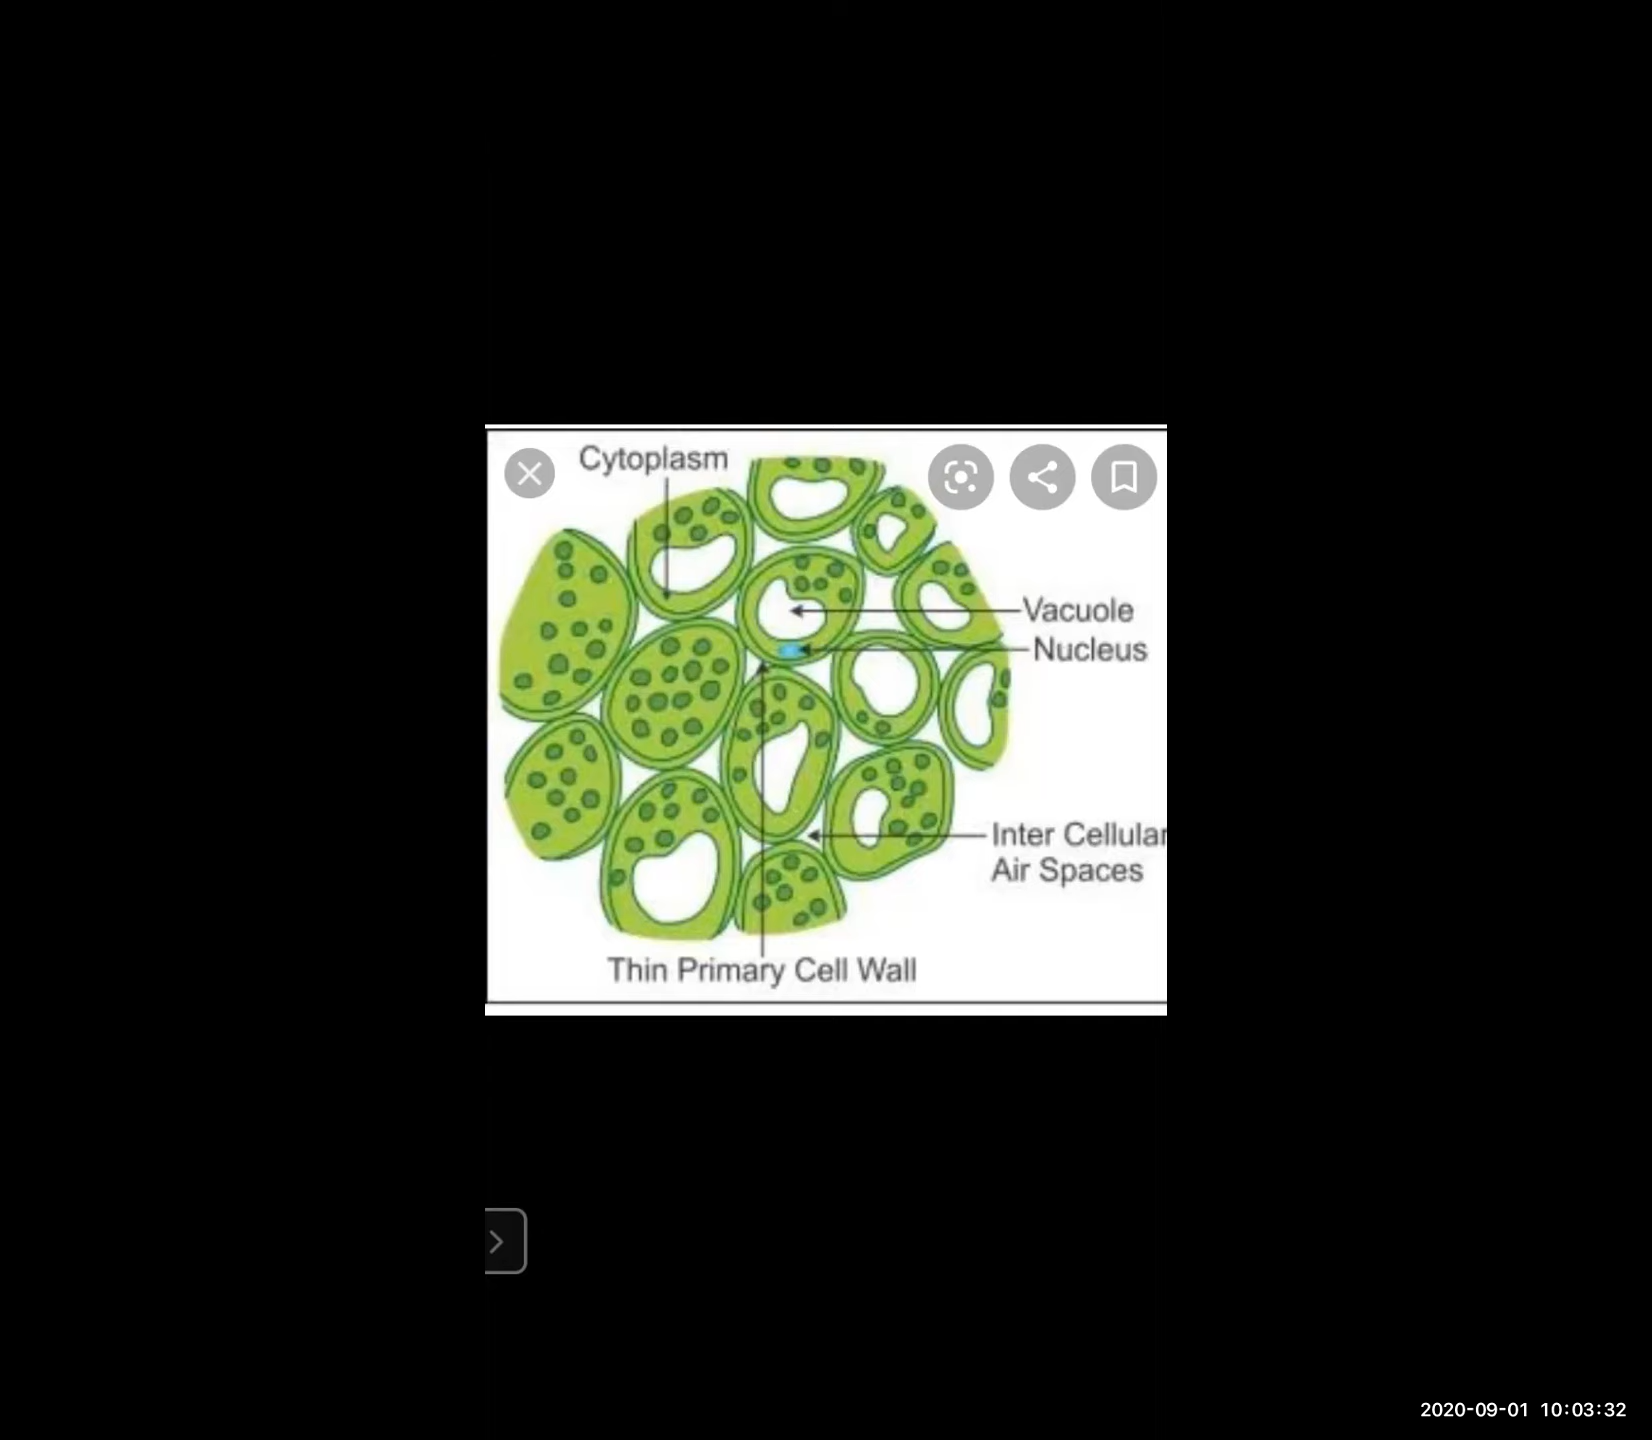 Cytoplasm
Vacuole
Nucleus
Inter Cellular
Air Spaces
Thin Primary Cell Wall
2020-09-01 10:03:32